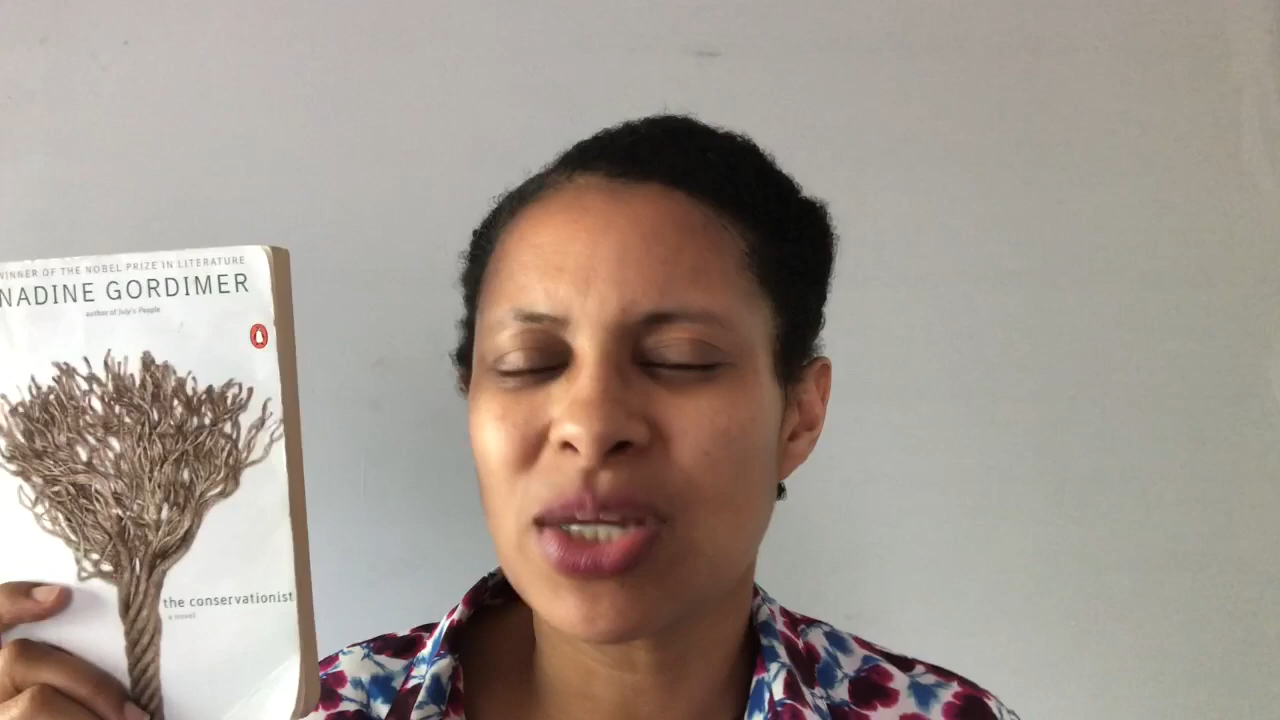 WINNER OF THE NOBEL PRIZE IN LITERATURE
NADINE GORDIMER
author of July's People
the conservationist
a novel